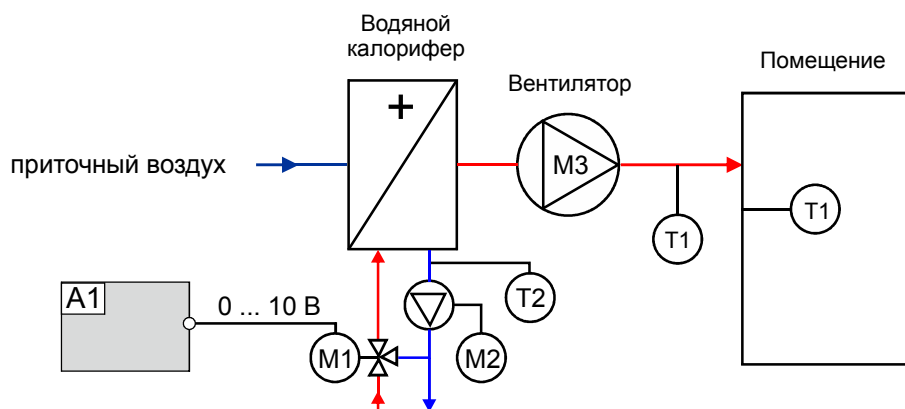 Водяной
калорифер
Вентилятор
Помещение
+
приточный воздух
M3
T1
T1
A1
0 ... 10 В
T2
M1
M2